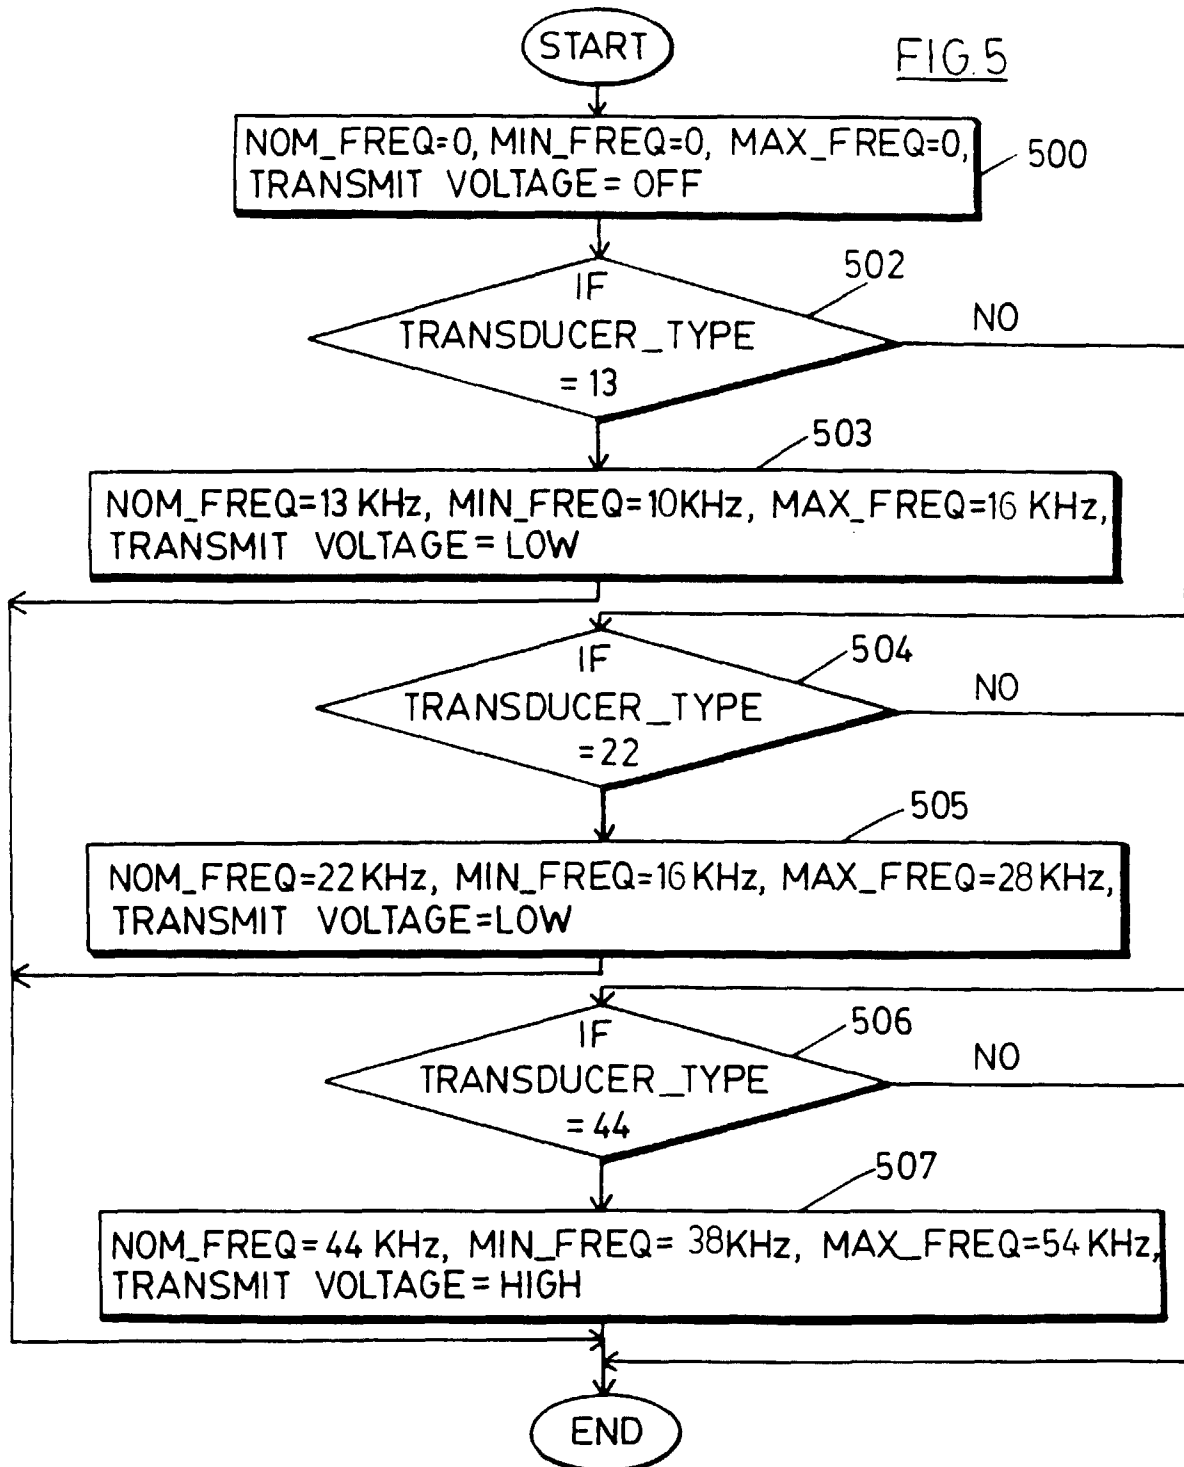 START
FIG.5
NOM_FREQ=0, MIN_FREQ=0, MAX_FREQ=0,
TRANSMIT VOLTAGE=OFF
500
502
IF
TRANSDUCER_TYPE
=13
NO
503
NOM_FREQ=13 KHz, MIN_FREQ=10KHz, MAX_FREQ=16 KHz,
TRANSMIT VOLTAGE=LOW
504
IF
TRANSDUCER_TYPE
=22
NO
505
NOM_FREQ=22KHz, MIN_FREQ=16KHz, MAX_FREQ=28KHz,
TRANSMIT VOLTAGE=LOW
506
IF
TRANSDUCER_TYPE
=44
NO
507
NOM_FREQ=44 KHz, MIN_FREQ=38KHz, MAX_FREQ=54KHz,
TRANSMIT VOLTAGE=HIGH
END